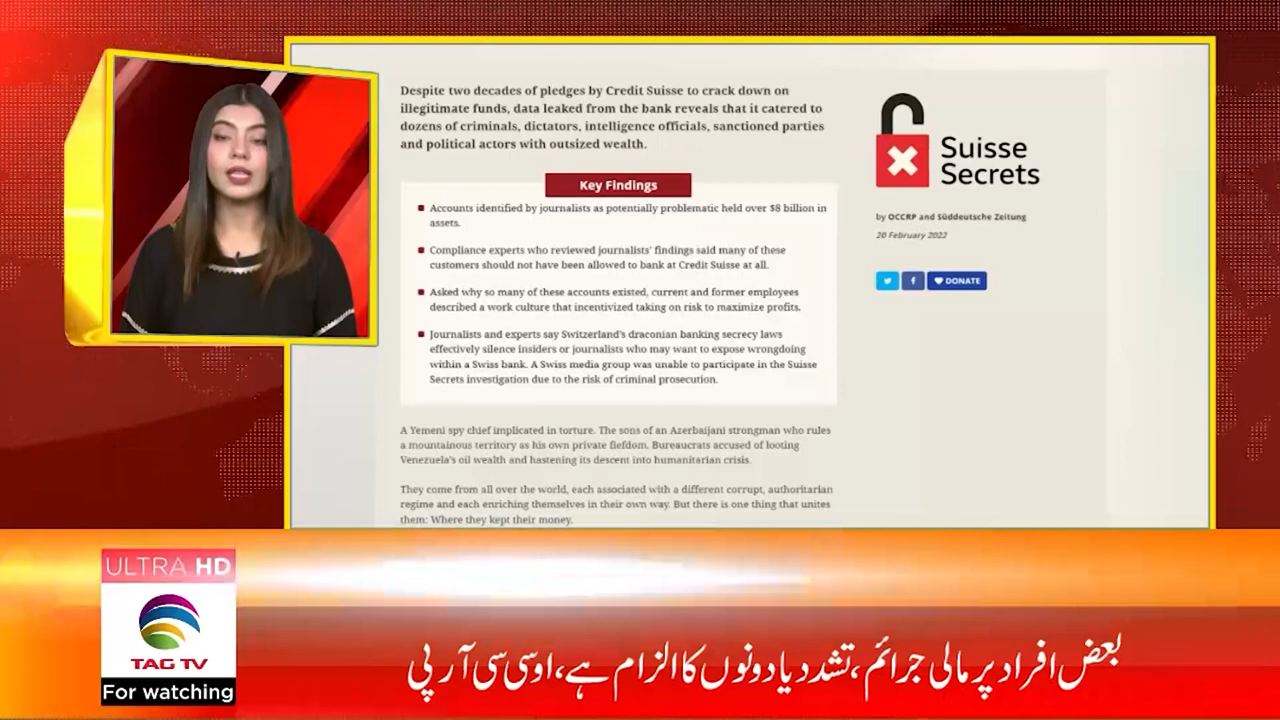 Despite two decades of pledges by Credit Suisse to crack down on
illegitimate funds, data leaked from the bank reveals that it catered to
dozens of criminals, dictators, intelligence officials, sanctioned parties
and political actors with outsized wealth.
Key Findings
Accounts identified by journalists as potentially problematic held over $8 billion in
assets.
Compliance experts who reviewed journalists' findings said many of these
customers should not have been allowed to bank at Credit Suisse at all.
Asked why so many of these accounts existed, current and former employees
described a work culture that incentivized taking on risk to maximize profits.
Journalists and experts say Switzerland's draconian banking secrecy laws
effectively silence insiders or journalists who may want to expose wrongdoing
within a Swiss bank. A Swiss media group was unable to participate in the Suisse
Secrets investigation due to the risk of criminal prosecution.
A Yemeni spy chief implicated in torture. The sons of an Azerbaijani strongman who rules
a mountainous territory as his own private fiefdom. Bureaucrats accused of looting
Venezuela's oil wealth and hastening its descent into humanitarian crisis.
They come from all over the world, each associated with a different corrupt, authoritarian
regime and each enriching themselves in their own way. But there is one thing that unites
them: Where they kept their money.
Suisse
Secrets
by OCCRP and Süddeutsche Zeitung
20 February 2022
DONATE
ULTRA HD
TAG TV
For watching
بعض افراد پر مالی جرائم، تشدد یا دونوں کا الزام ہے، او سی سی آر پی